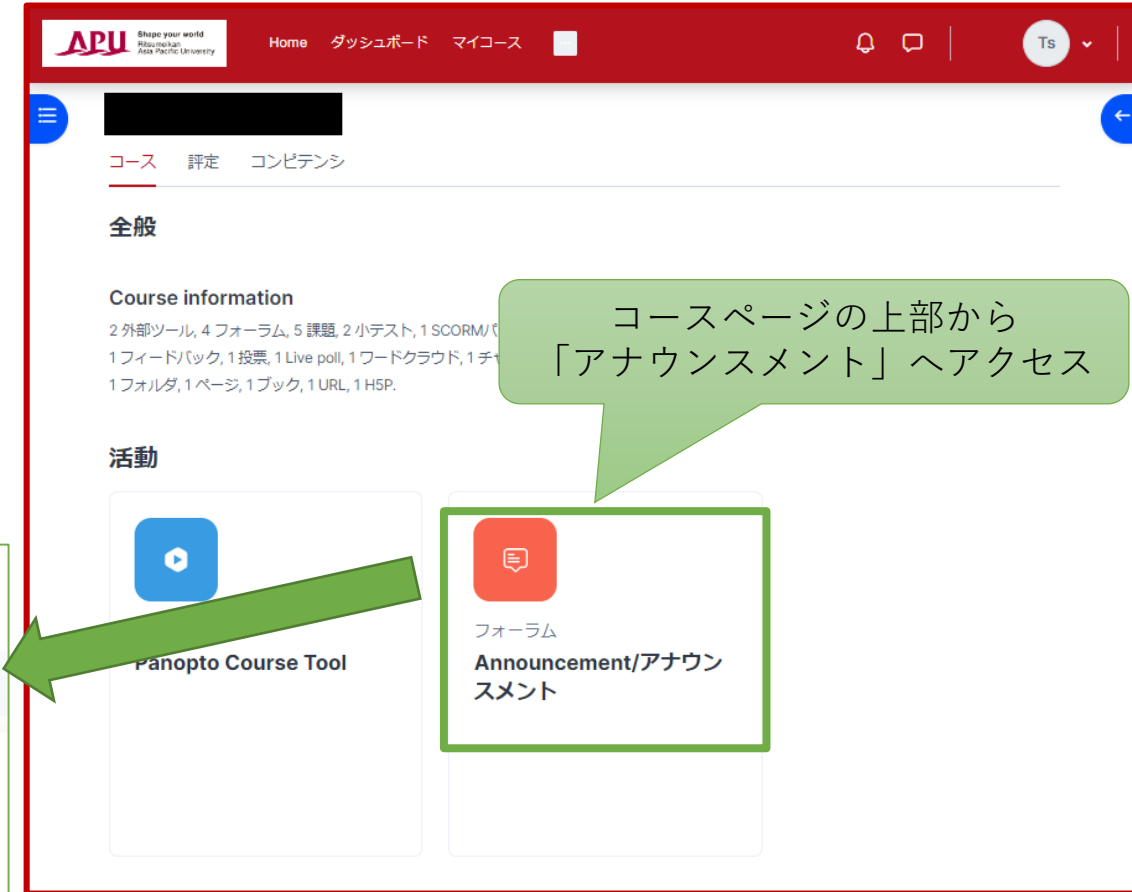 APU
Shape your world
Ritsumeikan
Asia Pacific University
Home ダッシュボード マイコース
Ts
コース 評定 コンピテンシ
全般
Course information
2 外部ツール, 4 フォーラム, 5 課題, 2 小テスト, 1 SCORM
1 フィードバック, 1 投票, 1 Live poll, 1 ワードクラウド, 1
1 フォルダ, 1 ページ, 1 ブック, 1 URL, 1 H5P.
コースページの上部から
「アナウンスメント」へアクセス
活動
Panopto Course Tool
フォーラム
Announcement/アナウン
スメント